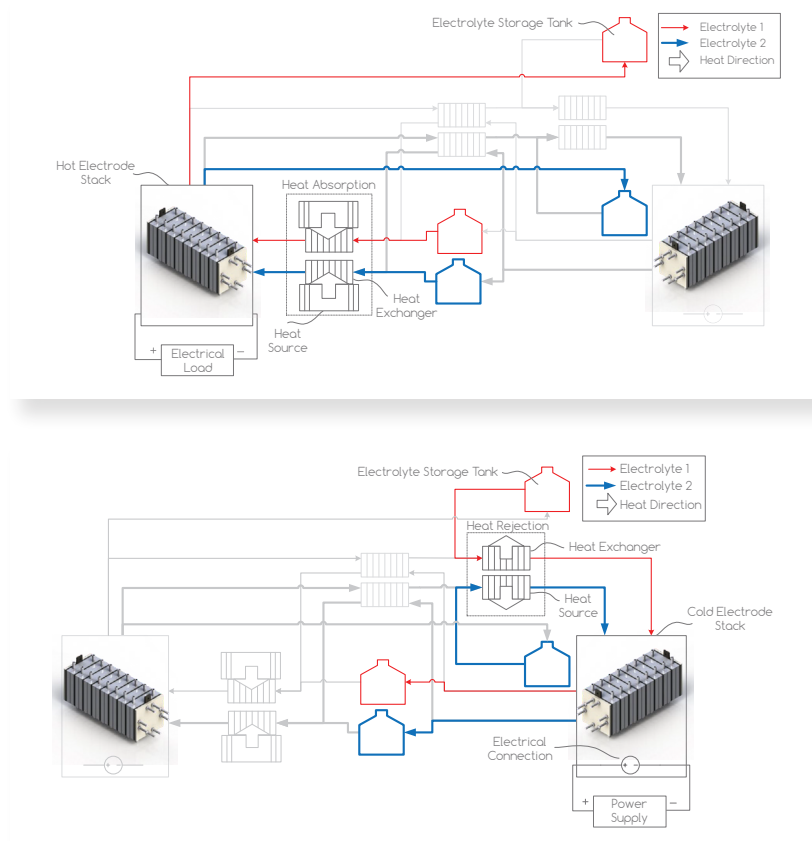 Electrolyte Storage Tank
Electrolyte 1
Electrolyte 2
Heat Direction
Hot Electrode
Stack
Heat Absorption
Heat
Exchanger
Heat
Source
+
−
Electrical
Load
Electrolyte Storage Tank
Electrolyte 1
Electrolyte 2
Heat Direction
Heat Rejection
Heat Exchanger
Heat
Source
Cold Electrode
Stack
Electrical
Connection
+
−
Power
Supply